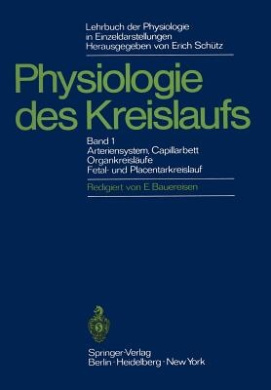 Lehrbuch der Physiologie
in Einzeldarstellungen
Herausgegeben von Erich Schütz
Physiologie
des Kreislaufs
Band 1
Arteriensystem, Capillarbett
Organkreisläufe
Fetal- und Placentarkreislauf
Redigiert von E. Bauereisen
Springer-Verlag
Berlin · Heidelberg · New York